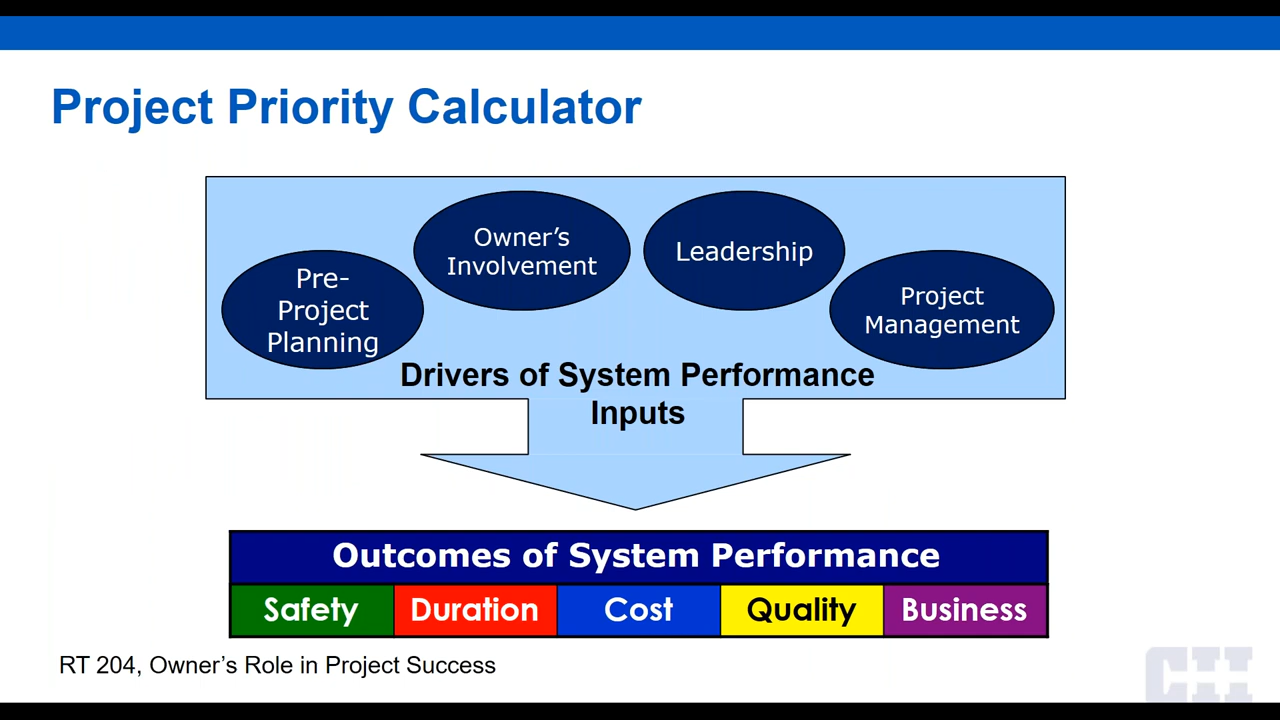 Project Priority Calculator
Pre-
Project
Planning
Owner’s
Involvement
Leadership
Project
Management
Drivers of System Performance
Inputs
Outcomes of System Performance
Safety
Duration
Cost
Quality
Business
RT 204, Owner’s Role in Project Success
CII